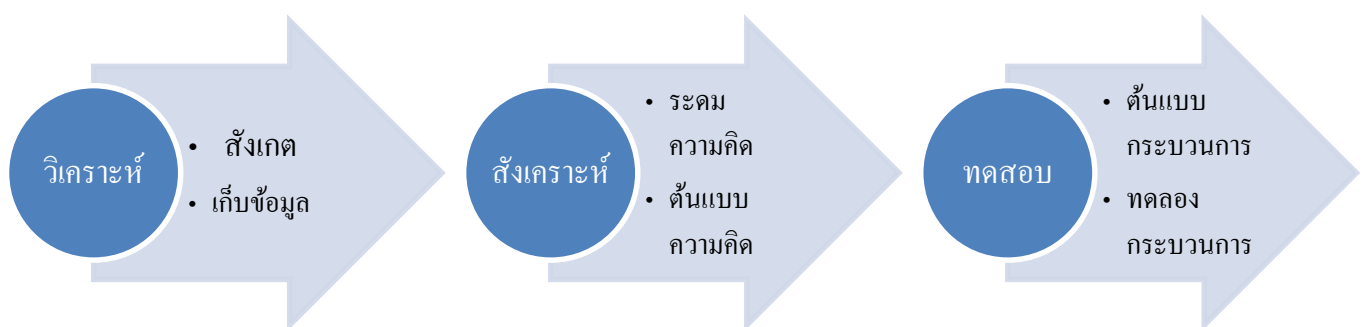 วิเคราะห์
• สังเกต
• เก็บข้อมูล
สังเคราะห์
• ระดม
ความคิด
• ต้นแบบ
ความคิด
ทดสอบ
• ต้นแบบ
กระบวนการ
• ทดลอง
กระบวนการ